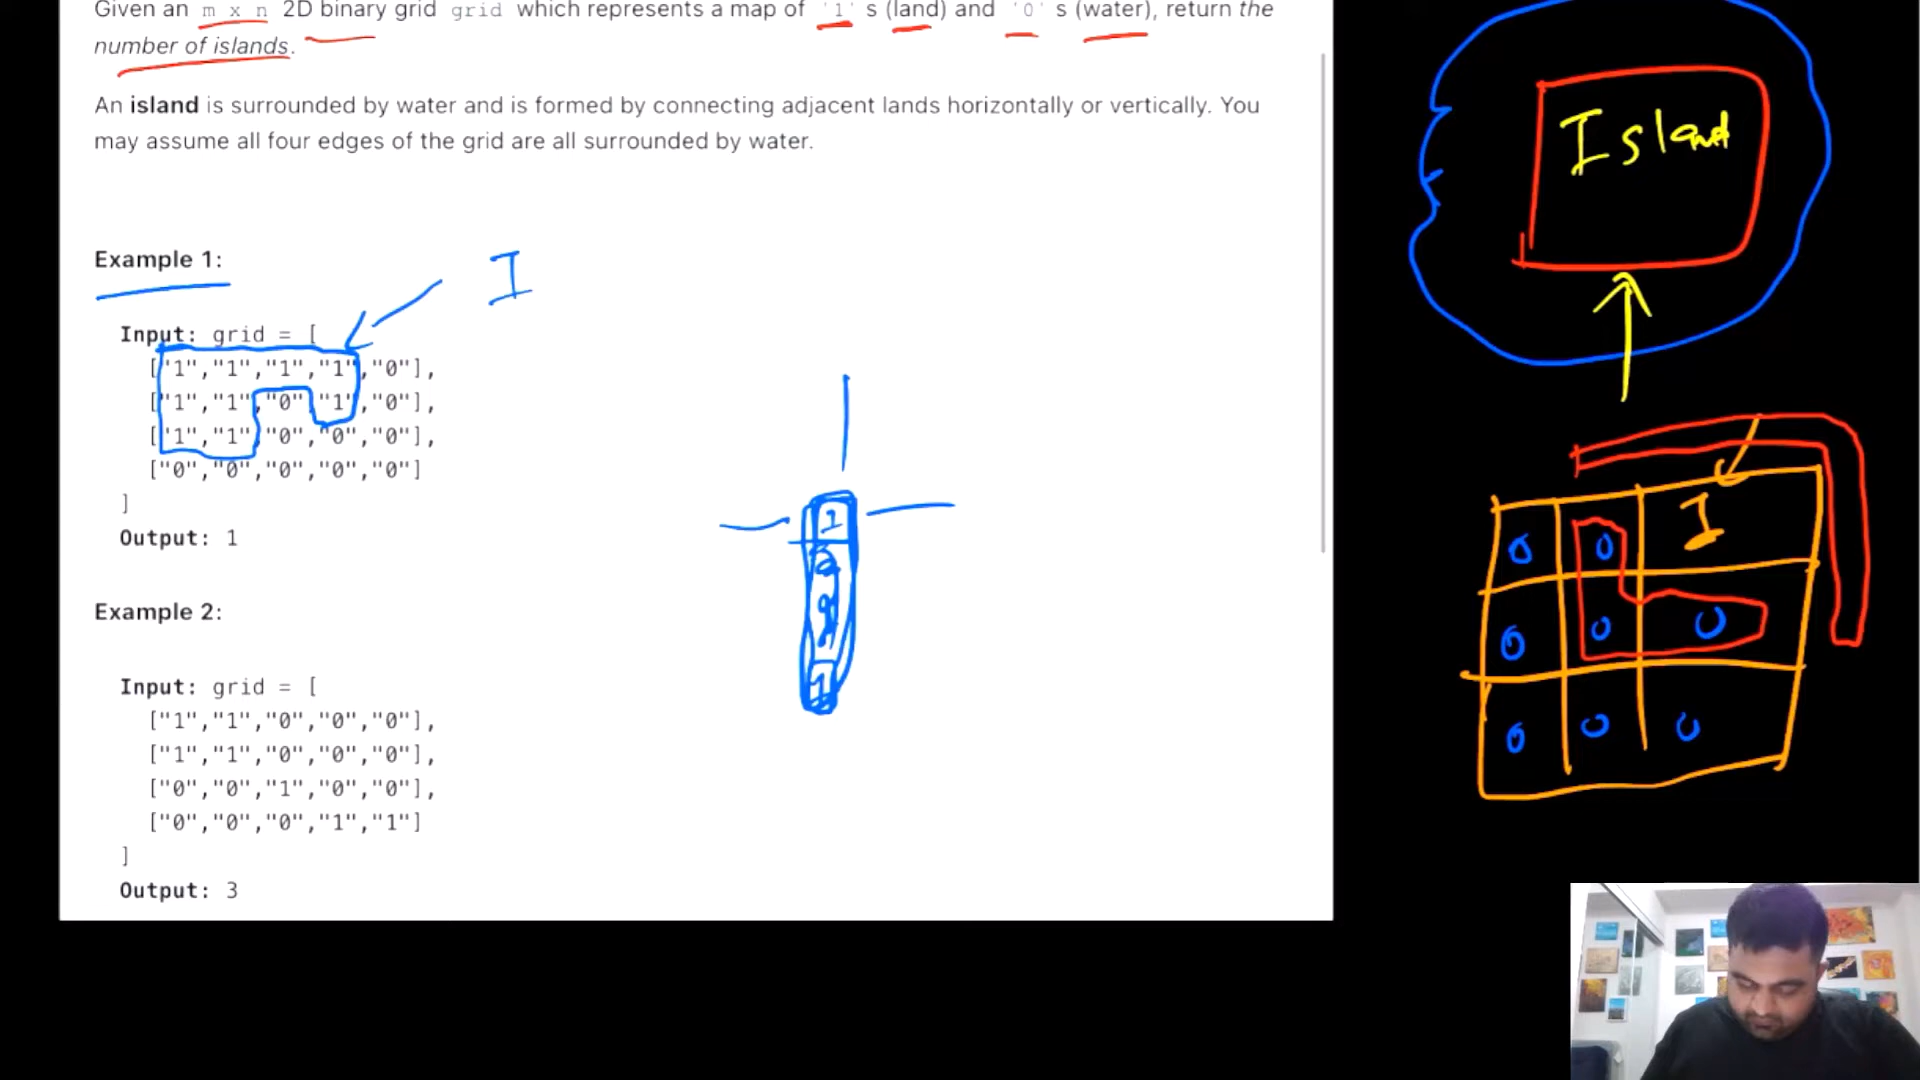 Given an m x n 2D binary grid grid which represents a map of '1' s (land) and '0' s (water), return the
number of islands.
An island is surrounded by water and is formed by connecting adjacent lands horizontally or vertically. You
may assume all four edges of the grid are all surrounded by water.
Example 1:
I
Input: grid = [
["1","1","1","1","0"],
["1","1","0","1","0"],
["1","1","0","0","0"],
["0","0","0","0","0"]
]
Output: 1
Example 2:
Input: grid = [
["1","1","0","0","0"],
["1","1","0","0","0"],
["0","0","1","0","0"],
["0","0","0","1","1"]
]
Output: 3
1
1
Island
0 0 I
0 0 0
0 0 0